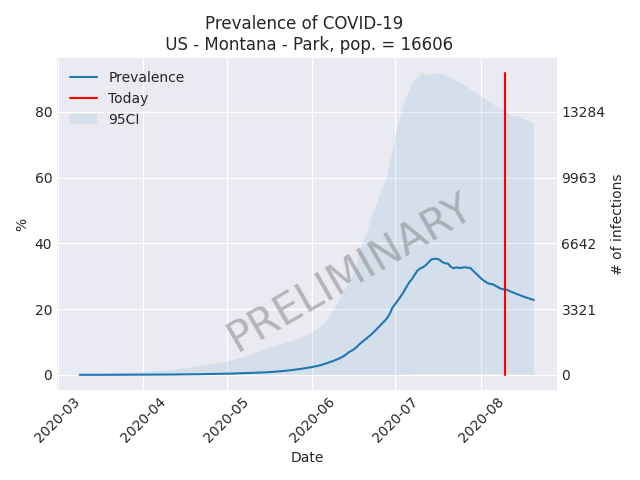 Prevalence of COVID-19
US - Montana - Park, pop. = 16606
Prevalence
Today
95CI
%
80
60
40
20
0
13284
9963
6642
3321
0
# of infections
PRELIMINARY
2020-03
2020-04
2020-05
2020-06
2020-07
2020-08
Date